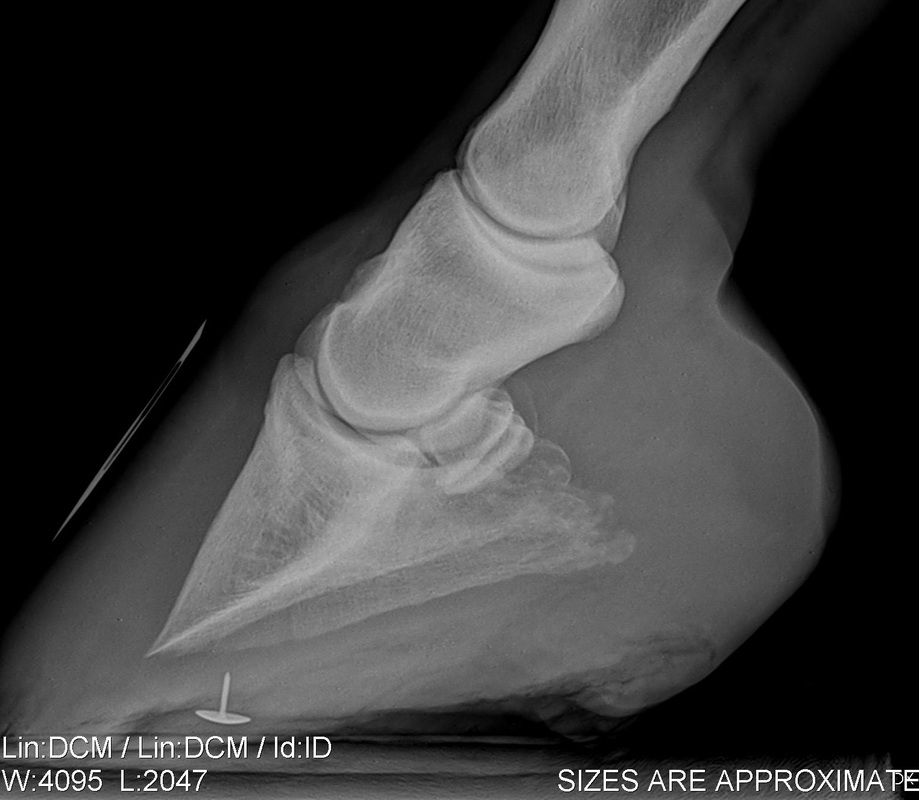 Lin:DCM / Lin:DCM / Id:ID
W:4095 L:2047
SIZES ARE APPROXIMATE